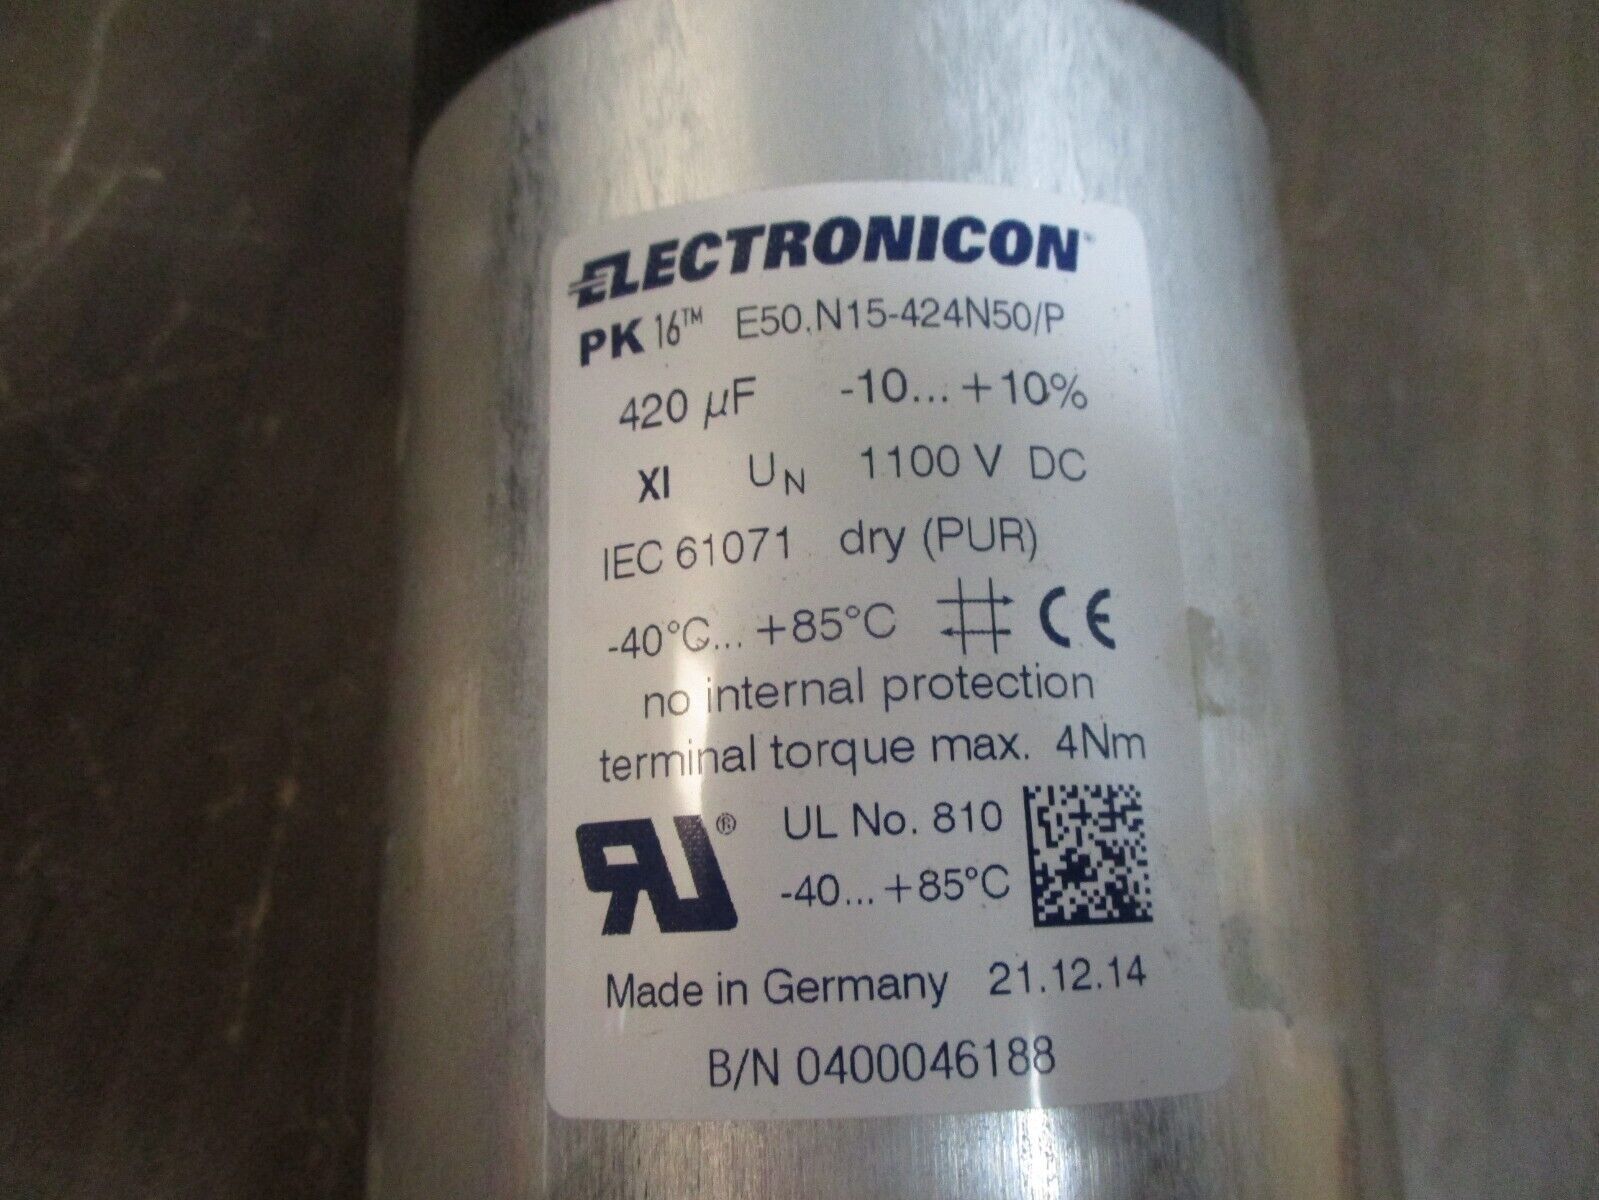 ELECTRONICON®
PK 16™ E50.N15-424N50/P
420 µF -10... +10%
XI UN 1100 V DC
IEC 61071 dry (PUR)
-40°C... +85°C CE
no internal protection
terminal torque max. 4Nm
RU® UL No. 810
-40... +85°C
Made in Germany 21.12.14
B/N 0400046188